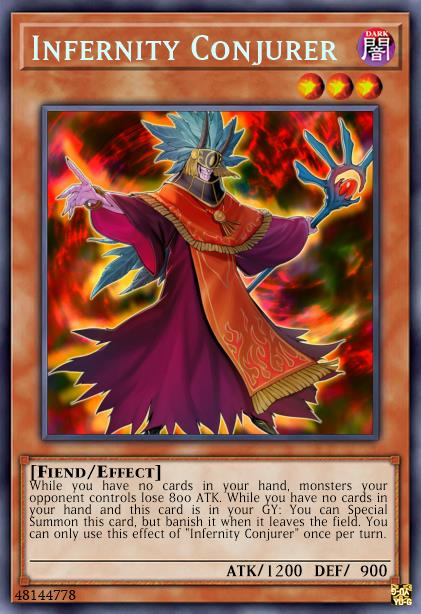 INFERNITY CONJURER
DARK
闇
[FIEND/EFFECT]
While you have no cards in your hand, monsters your
opponent controls lose 800 ATK. While you have no cards in
your hand and this card is in your GY: You can Special
Summon this card, but banish it when it leaves the field. You
can only use this effect of "Infernity Conjurer" once per turn.
ATK/1200 DEF/ 900
48144778